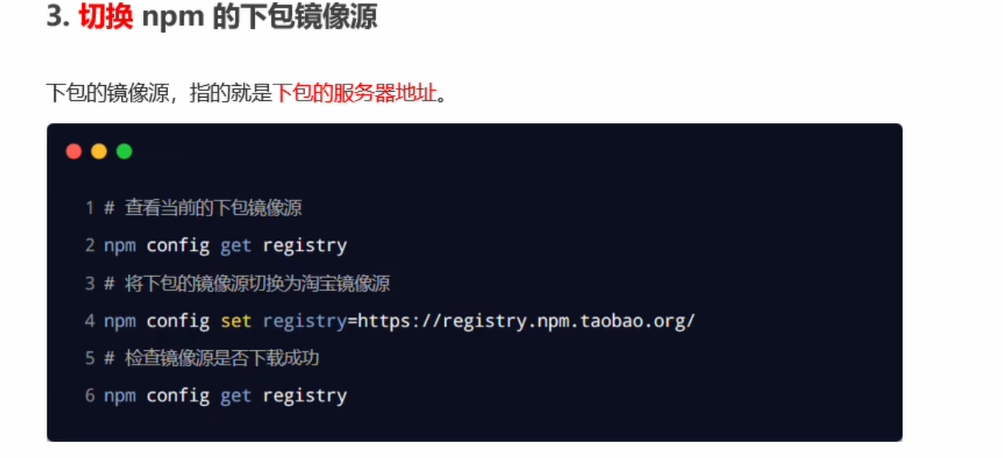 3. 切换 npm 的下包镜像源
下包的镜像源，指的就是下包的服务器地址。
1 # 查看当前的下包镜像源
2 npm config get registry
3 # 将下包的镜像源切换为淘宝镜像源
4 npm config set registry=https://registry.npm.taobao.org/
5 # 检查镜像源是否下载成功
6 npm config get registry